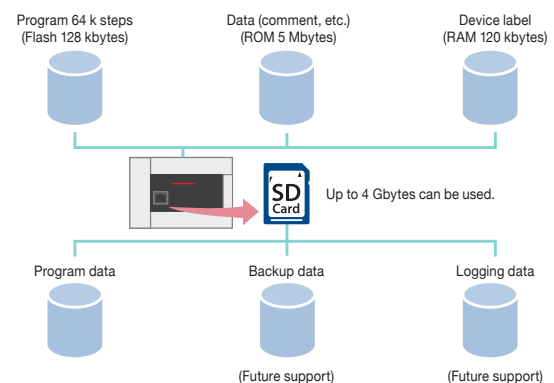 Program 64 k steps
(Flash 128 kbytes)
Data (comment, etc.)
(ROM 5 Mbytes)
Device label
(RAM 120 kbytes)
SD
Card
Up to 4 Gbytes can be used.
Program data
Backup data
Logging data
(Future support)
(Future support)